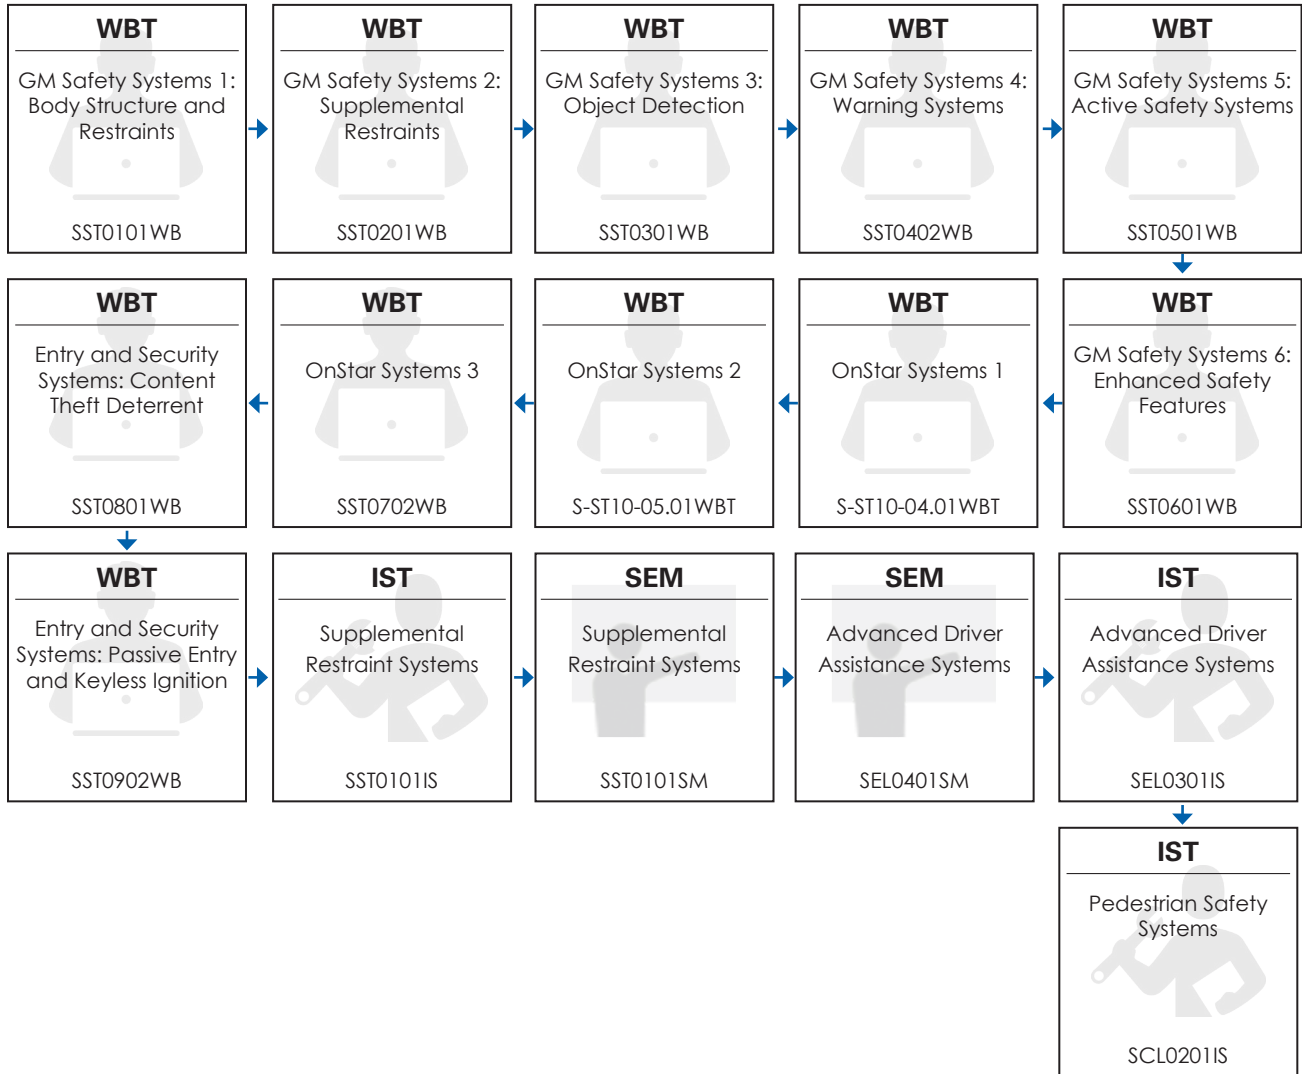 WBT
GM Safety Systems 1:
Body Structure and
Restraints
SST0101WB
WBT
GM Safety Systems 2:
Supplemental
Restraints
SST0201WB
WBT
GM Safety Systems 3:
Object Detection
SST0301WB
WBT
GM Safety Systems 4:
Warning Systems
SST0402WB
WBT
GM Safety Systems 5:
Active Safety Systems
SST0501WB
WBT
GM Safety Systems 6:
Enhanced Safety
Features
SST0601WB
WBT
OnStar Systems 1
S-ST10-04.01WBT
WBT
OnStar Systems 2
S-ST10-05.01WBT
WBT
OnStar Systems 3
SST0702WB
WBT
Entry and Security
Systems: Content
Theft Deterrent
SST0801WB
WBT
Entry and Security
Systems: Passive Entry
and Keyless Ignition
SST0902WB
IST
Supplemental
Restraint Systems
SST0101IS
SEM
Supplemental
Restraint Systems
SST0101SM
SEM
Advanced Driver
Assistance Systems
SEL0401SM
IST
Advanced Driver
Assistance Systems
SEL0301IS
IST
Pedestrian Safety
Systems
SCL0201IS